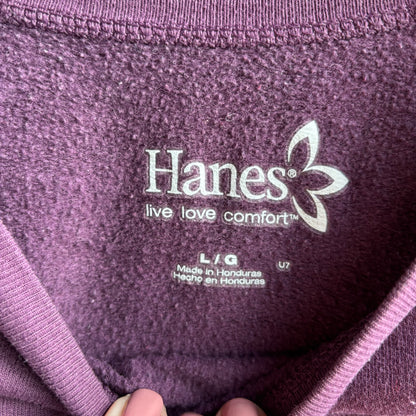 Hanes®
live love comfort™
L / G
Made in Honduras
Hecho en Honduras
U7